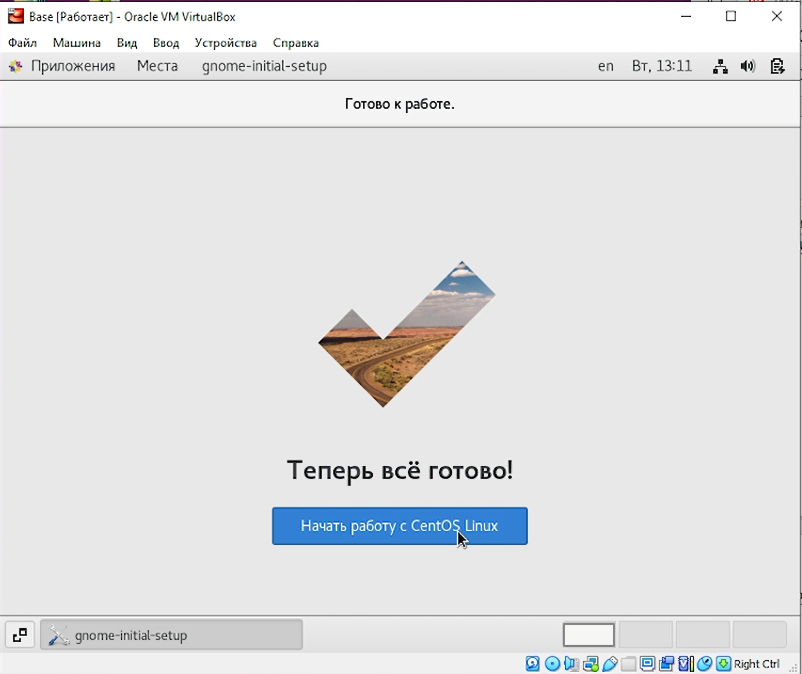 Base [Работает] - Oracle VM VirtualBox
Файл Машина Вид Ввод Устройства Справка
Приложения Места gnome-initial-setup en Вт, 13:11
Готово к работе.
Теперь всё готово!
Начать работу с CentOS Linux
gnome-initial-setup
Right Ctrl